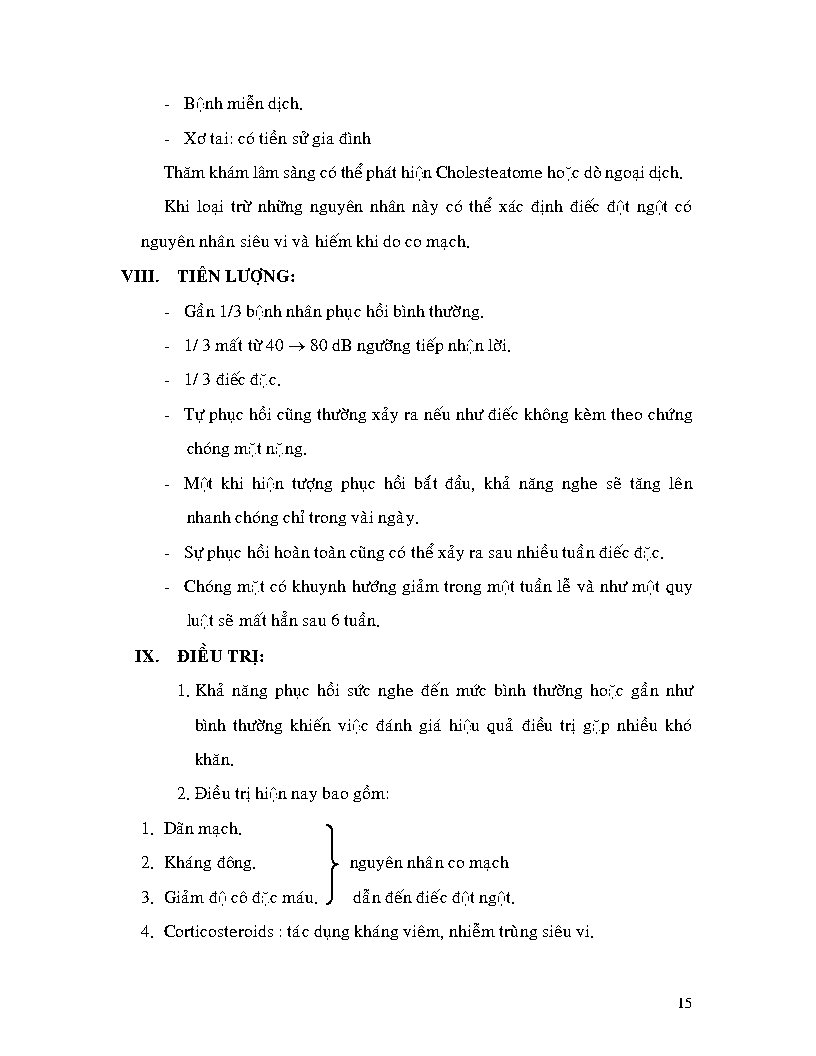 - Bệnh miễn dịch.
- Xơ tai: có tiền sử gia đình
Thăm khám lâm sàng có thể phát hiện Cholesteatome hoặc dò ngoại dịch.
Khi loại trừ những nguyên nhân này có thể xác định điếc đột ngột có
nguyên nhân siêu vi và hiếm khi do co mạch.
VIII. TIÊN LƯỢNG:
- Gần 1/3 bệnh nhân phục hồi bình thường.
- 1/ 3 mất từ 40 → 80 dB ngưỡng tiếp nhận lời.
- 1/ 3 điếc đặc.
- Tự phục hồi cũng thường xảy ra nếu như điếc không kèm theo chứng
chóng mặt nặng.
- Một khi hiện tượng phục hồi bắt đầu, khả năng nghe sẽ tăng lên
nhanh chóng chỉ trong vài ngày.
- Sự phục hồi hoàn toàn cũng có thể xảy ra sau nhiều tuần điếc đặc.
- Chóng mặt có khuynh hướng giảm trong một tuần lễ và như một quy
luật sẽ mất hẳn sau 6 tuần.
IX. ĐIỀU TRỊ:
1. Khả năng phục hồi sức nghe đến mức bình thường hoặc gần như
bình thường khiến việc đánh giá hiệu quả điều trị gặp nhiều khó
khăn.
2. Điều trị hiện nay bao gồm:
1. Dãn mạch.
2. Kháng đông. nguyên nhân co mạch
3. Giảm độ cô đặc máu. dẫn đến điếc đột ngột.
4. Corticosteroids : tác dụng kháng viêm, nhiễm trùng siêu vi.
15